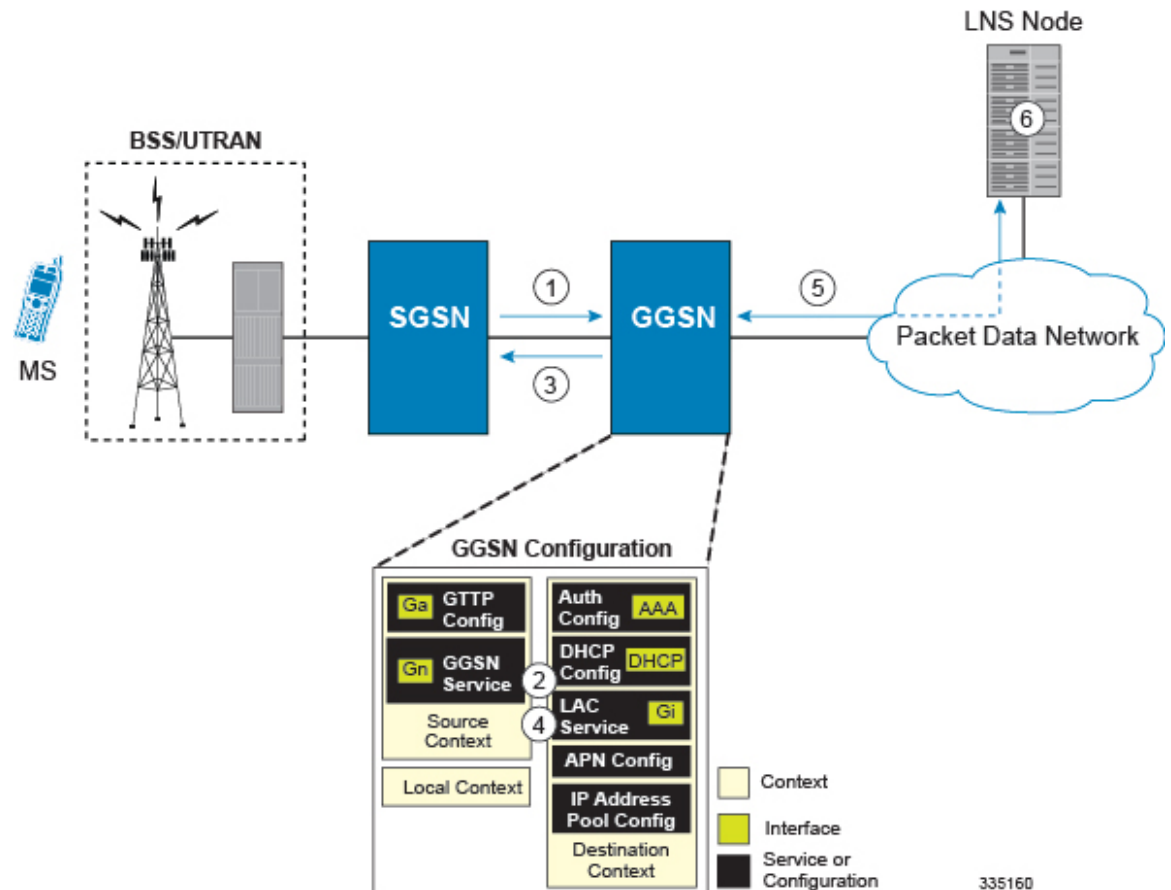 LNS Node
6
BSS/UTRAN
MS
SGSN
1
3
GGSN
5
Packet Data Network
GGSN Configuration
Ga
GTTP
Config
Gn
GGSN
Service
Source
Context
Local Context
2
4
Auth
Config
AAA
DHCP
Config
DHCP
LAC
Service
Gi
APN Config
IP Address
Pool Config
Destination
Context
Context
Interface
Service or
Configuration
335160